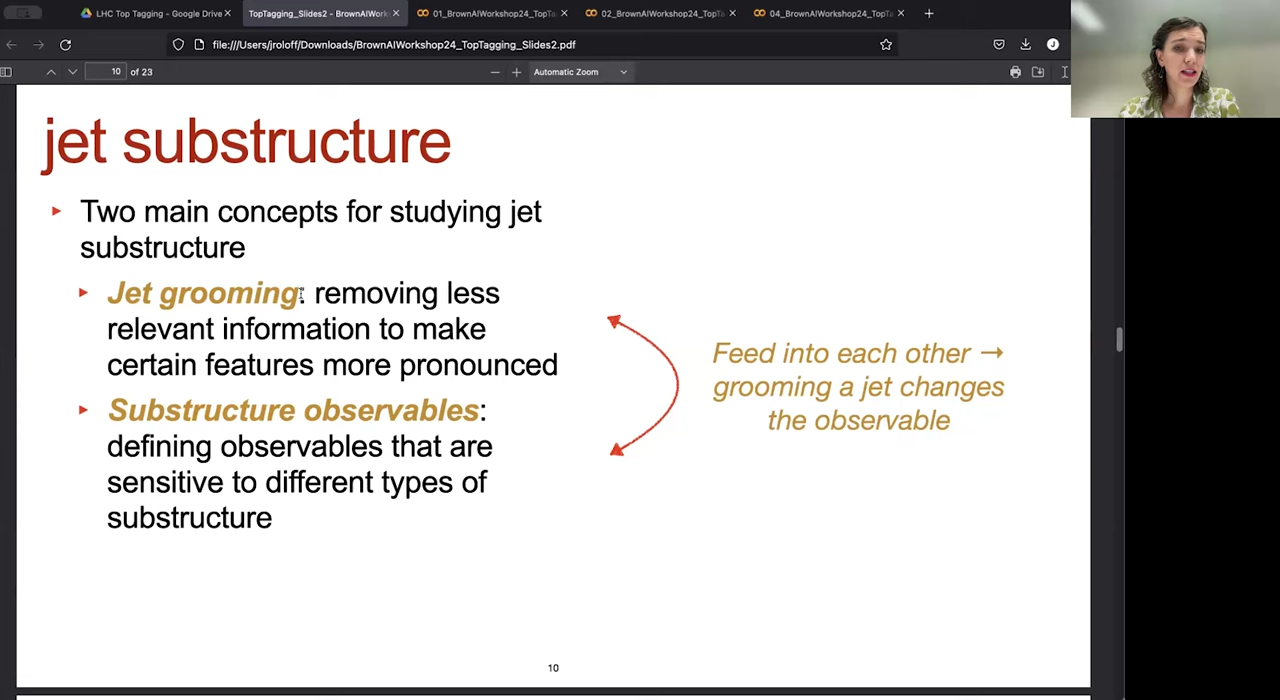 LHC Top Tagging - Google Drive
TopTagging_Slides2 - BrownAIWork
01_BrownAIWorkshop24_TopTa
02_BrownAIWorkshop24_TopTa
04_BrownAIWorkshop24_TopTa
file:///Users/jroloff/Downloads/BrownAIWorkshop24_TopTagging_Slides2.pdf
10 of 23
Automatic Zoom
jet substructure
Two main concepts for studying jet
substructure
Jet grooming: removing less
relevant information to make
certain features more pronounced
Substructure observables:
defining observables that are
sensitive to different types of
substructure
Feed into each other →
grooming a jet changes
the observable
10